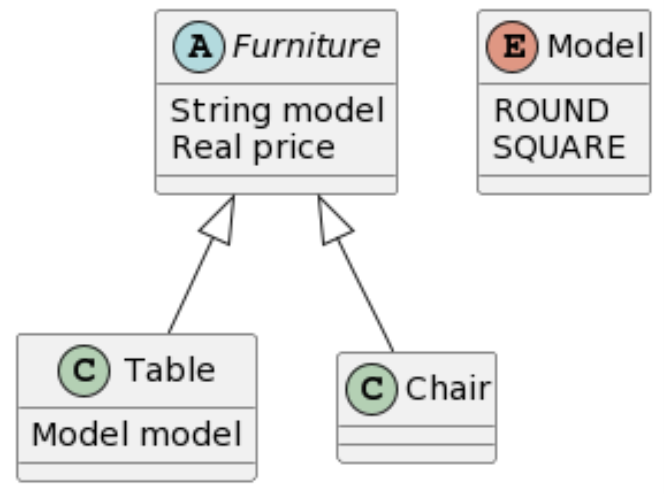 A Furniture
String model
Real price
E Model
ROUND
SQUARE
C Table
Model model
C Chair